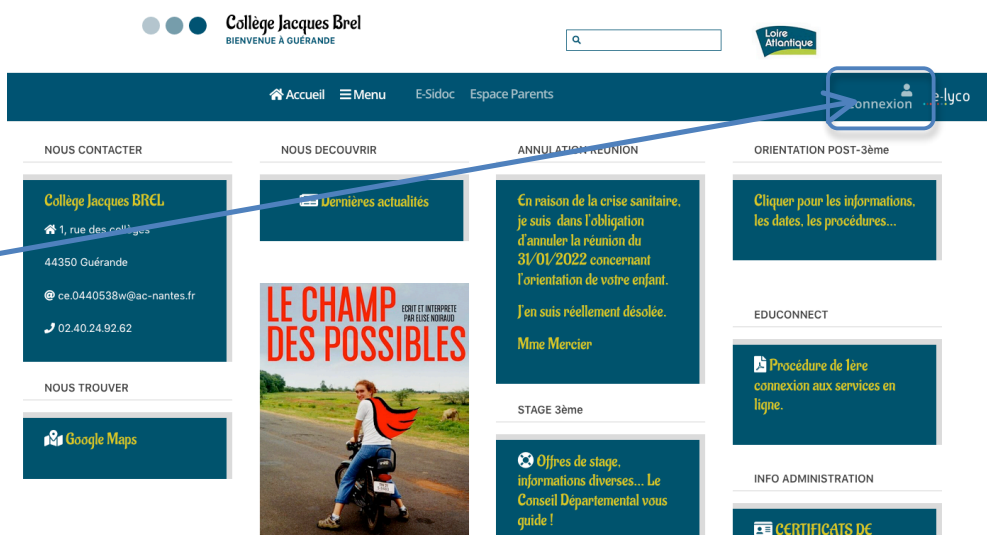 Collège Jacques Brel
BIENVENUE À GUÉRANDE
Loire
Atlantique
Accueil
Menu
E-Sidoc
Espace Parents
Connexion
e-lyco
NOUS CONTACTER
Collège Jacques BREL
1, rue des collèges
44350 Guérande
@ ce.0440538w@ac-nantes.fr
02.40.24.92.62
NOUS TROUVER
Google Maps
NOUS DECOUVRIR
Dernières actualités
LE CHAMP
DES POSSIBLES
ECRIT ET INTERPRETE
PAR ELISE NOIRAUD
ANNULATION REUNION
En raison de la crise sanitaire,
je suis dans l'obligation
d'annuler la réunion du
31/01/2022 concernant
l'orientation de votre enfant.
J'en suis réellement désolée.
Mme Mercier
STAGE 3ème
Offres de stage,
informations diverses... Le
Conseil Départemental vous
guide !
ORIENTATION POST-3ème
Cliquer pour les informations,
les dates, les procédures...
EDUCONNECT
Procédure de 1ère
connexion aux services en
ligne.
INFO ADMINISTRATION
CERTIFICATS DE